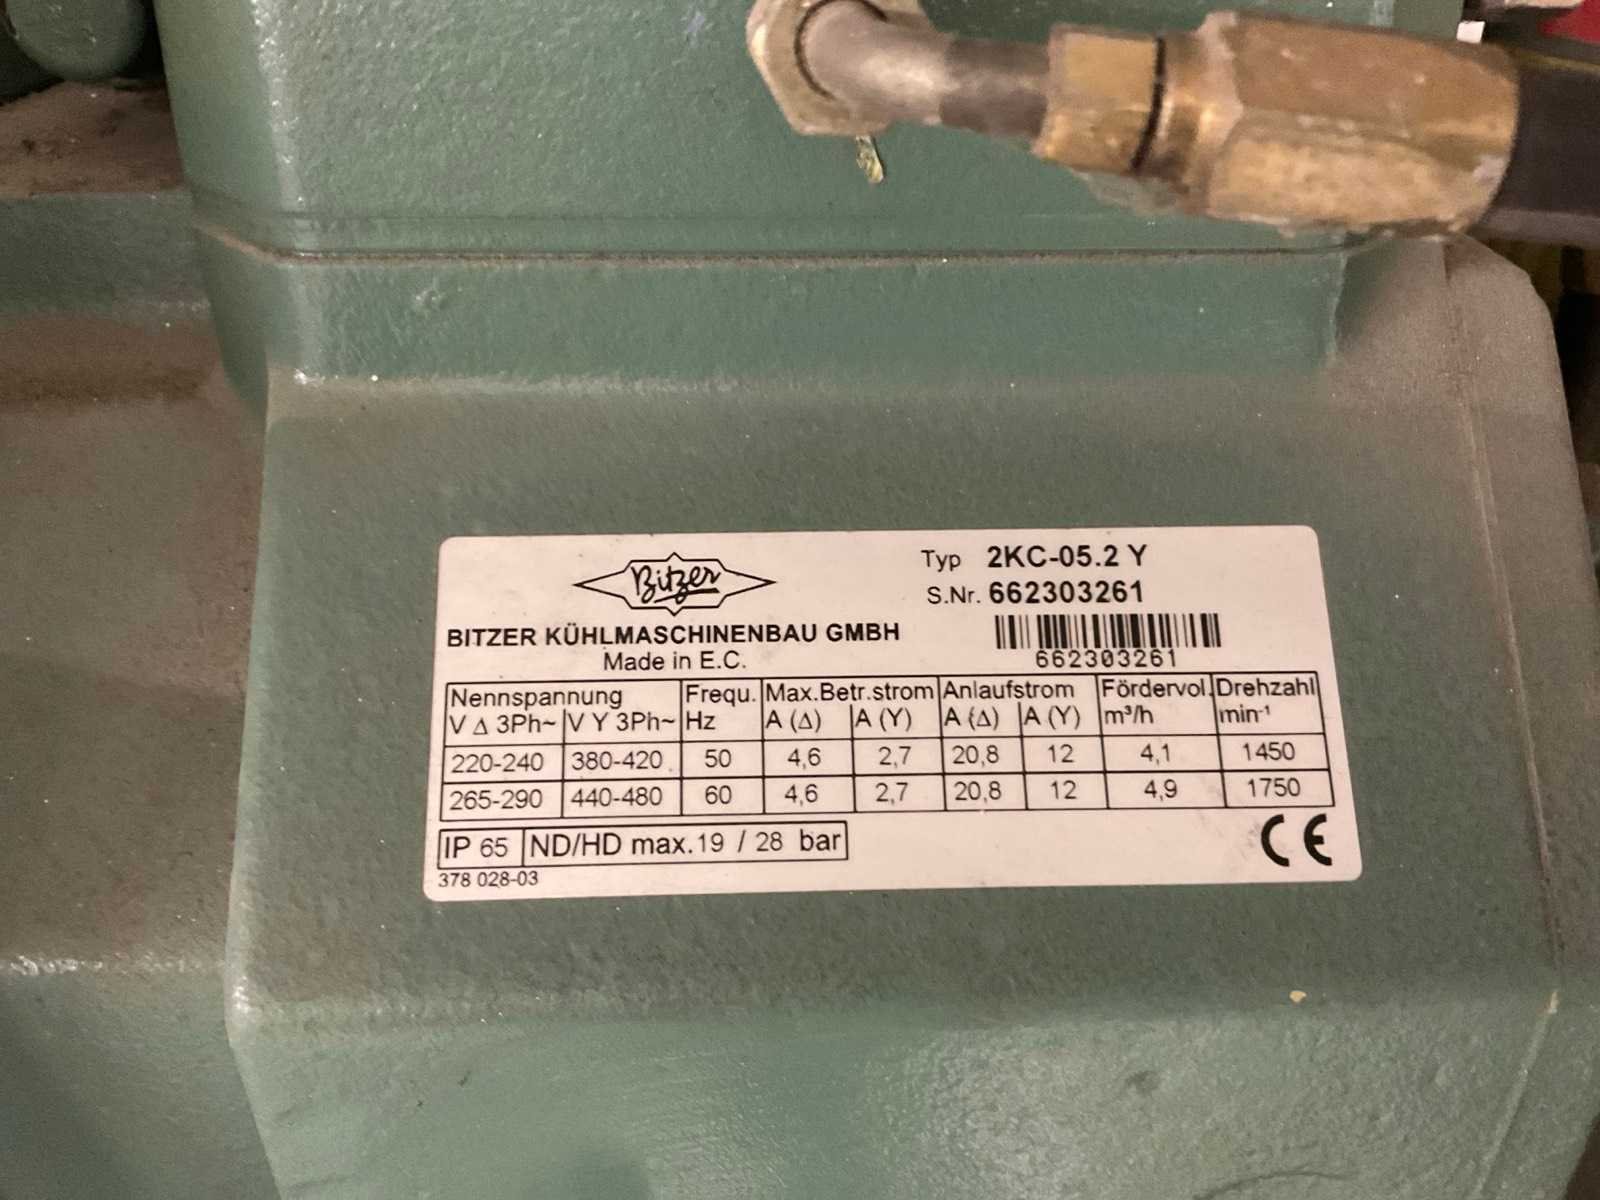 Bitzer
BITZER KÜHLMASCHINENBAU GMBH
Made in E.C.
Typ 2KC-05.2 Y
S.Nr. 662303261
662303261
Nennspannung Frequ. Max.Betr.strom Anlaufstrom Fördervol. Drehzahl
V Δ 3Ph~ V Y 3Ph~ Hz A (Δ) A (Y) A (Δ) A (Y) m³/h min-¹
220-240 380-420 50 4,6 2,7 20,8 12 4,1 1450
265-290 440-480 60 4,6 2,7 20,8 12 4,9 1750
IP 65 ND/HD max. 19 / 28 bar
378 028-03
CE